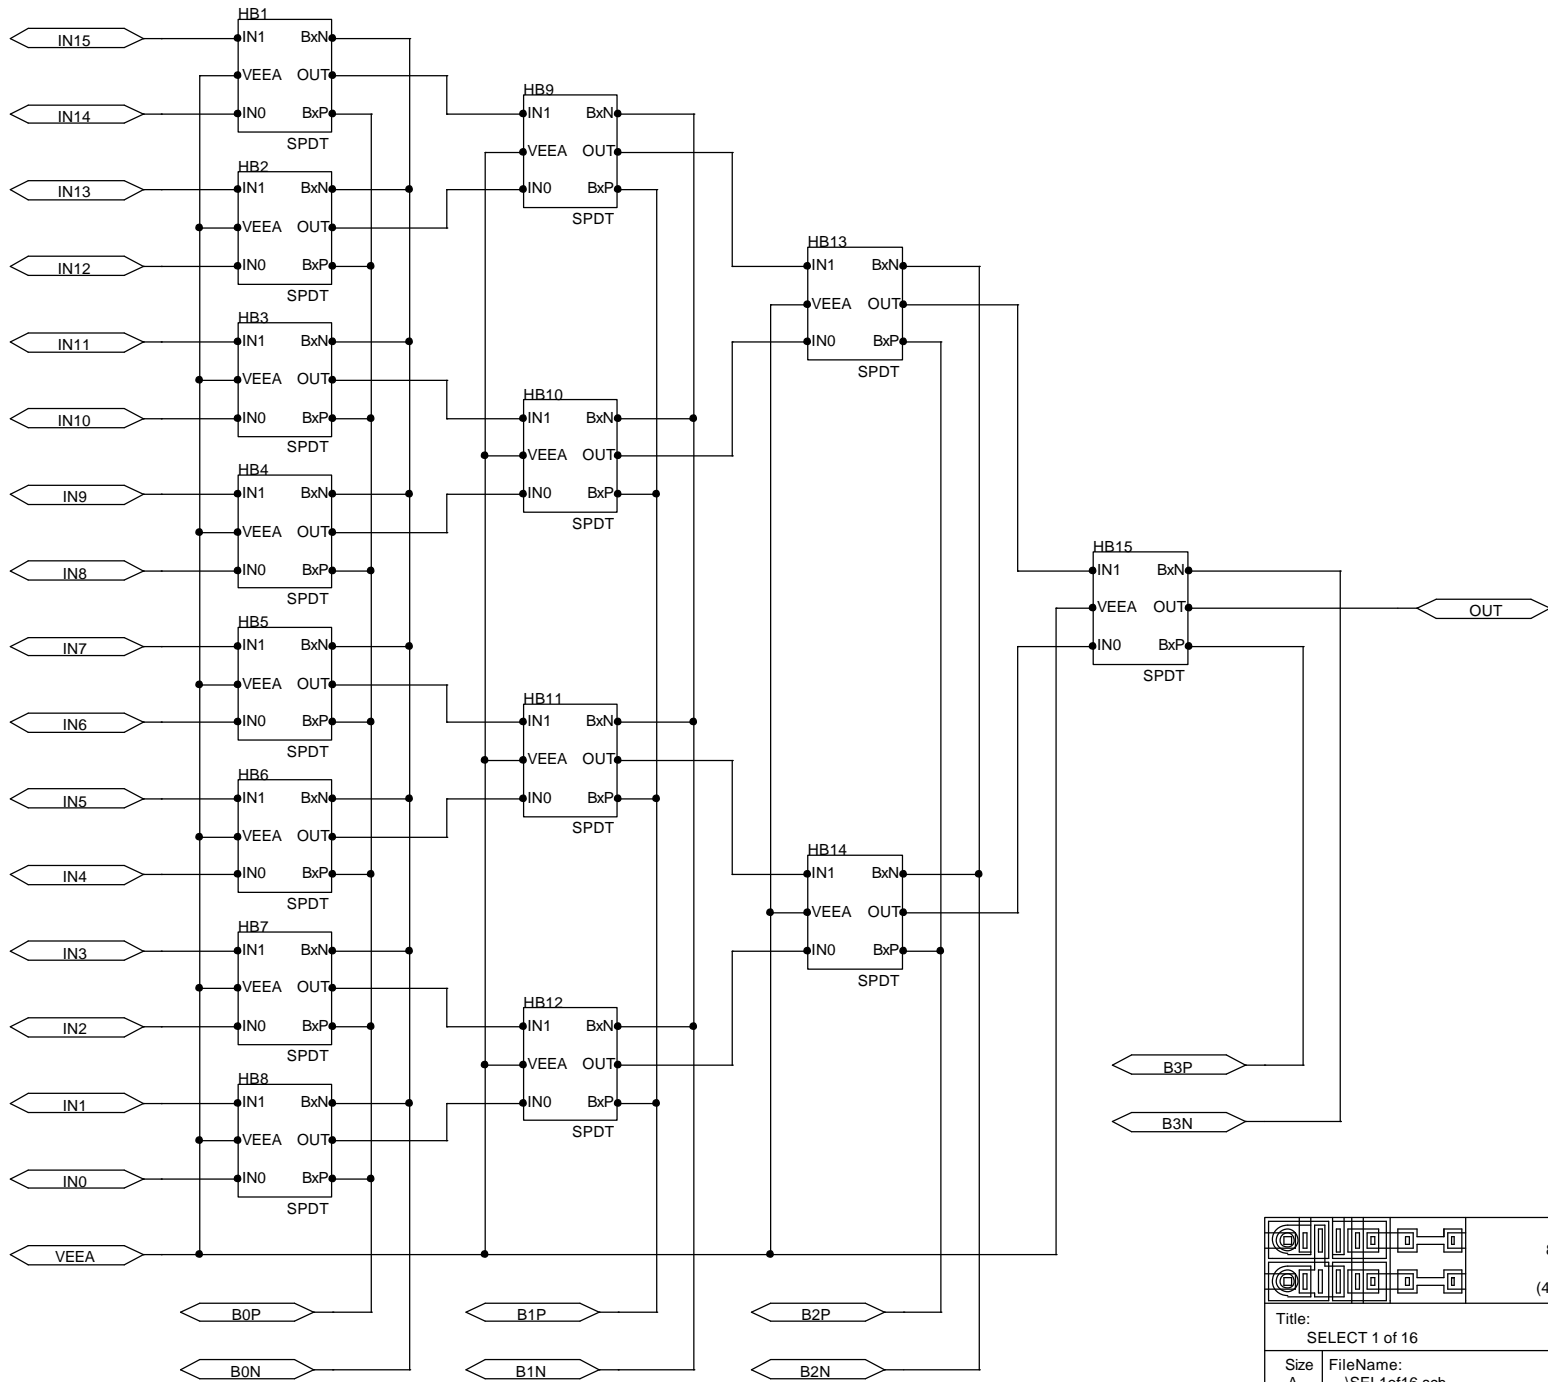 HB1
IN15
IN1 BxN
VEEA OUT
IN14
IN0 BxP
SPDT
HB9
IN1 BxN
VEEA OUT
IN0 BxP
SPDT
HB2
IN13
IN1 BxN
VEEA OUT
IN12
IN0 BxP
SPDT
HB13
IN1 BxN
VEEA OUT
IN0 BxP
SPDT
HB3
IN11
IN1 BxN
VEEA OUT
IN10
IN0 BxP
SPDT
HB10
IN1 BxN
VEEA OUT
IN0 BxP
SPDT
HB4
IN9
IN1 BxN
VEEA OUT
IN8
IN0 BxP
SPDT
HB15
IN1 BxN
VEEA OUT
IN0 BxP
SPDT
OUT
HB5
IN7
IN1 BxN
VEEA OUT
IN6
IN0 BxP
SPDT
HB11
IN1 BxN
VEEA OUT
IN0 BxP
SPDT
HB6
IN5
IN1 BxN
VEEA OUT
IN4
IN0 BxP
SPDT
HB14
IN1 BxN
VEEA OUT
IN0 BxP
SPDT
HB7
IN3
IN1 BxN
VEEA OUT
IN2
IN0 BxP
SPDT
HB12
IN1 BxN
VEEA OUT
IN0 BxP
SPDT
HB8
IN1
IN1 BxN
VEEA OUT
IN0
IN0 BxP
SPDT
B3P
B3N
VEEA
B0P
B1P
B2P
B0N
B1N
B2N
(4
Title:
SELECT 1 of 16
Size FileName: